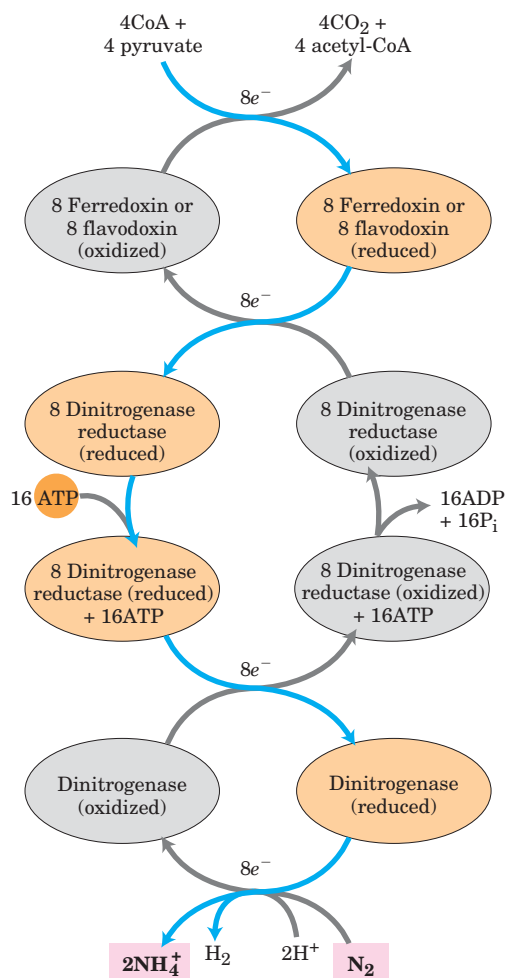 4CoA +
4 pyruvate
4CO₂ +
4 acetyl-CoA
8e⁻
8 Ferredoxin or
8 flavodoxin
(oxidized)
8 Ferredoxin or
8 flavodoxin
(reduced)
8e⁻
8 Dinitrogenase
reductase
(reduced)
8 Dinitrogenase
reductase
(oxidized)
16 ATP
16ADP
+ 16Pᵢ
8 Dinitrogenase
reductase (reduced)
+ 16ATP
8 Dinitrogenase
reductase (oxidized)
+ 16ATP
8e⁻
Dinitrogenase
(oxidized)
Dinitrogenase
(reduced)
8e⁻
2NH₄⁺
H₂
2H⁺
N₂